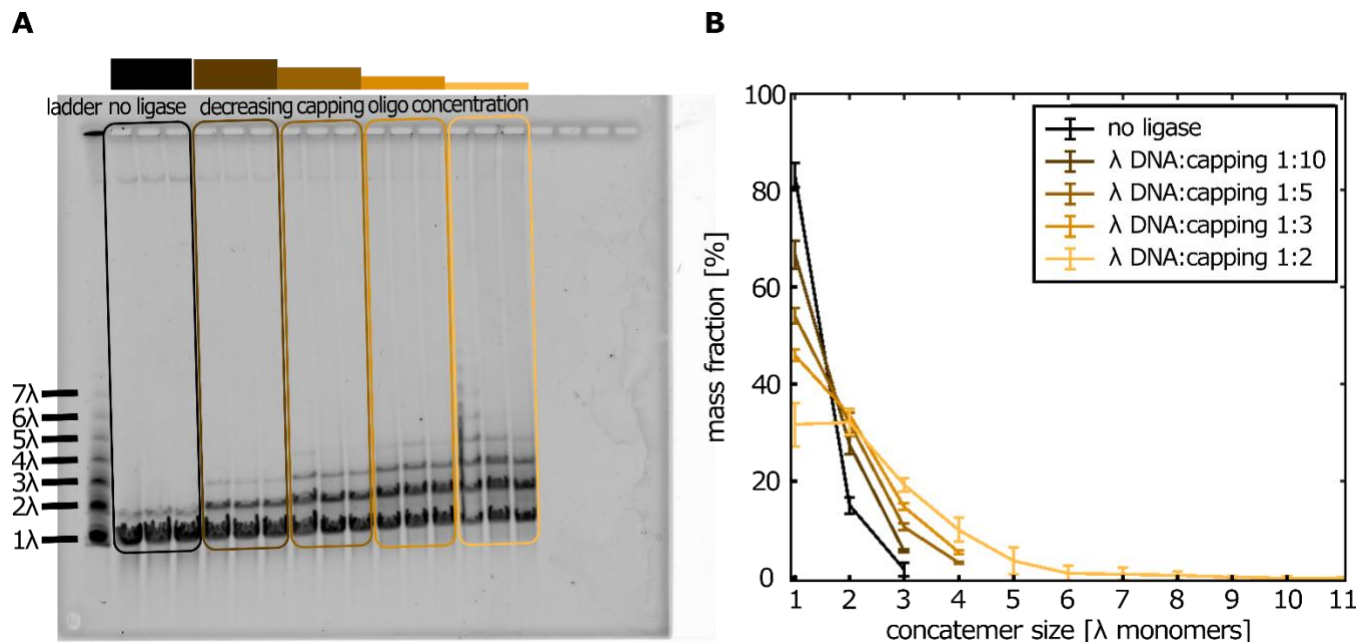 A
ladder no ligase decreasing capping oligo concentration
7λ
6λ
5λ
4λ
3λ
2λ
1λ
B
100
80
60
40
20
0
mass fraction [%]
no ligase
λ DNA:capping 1:10
λ DNA:capping 1:5
λ DNA:capping 1:3
λ DNA:capping 1:2
1 2 3 4 5 6 7 8 9 10 11
concatemer size [λ monomers]